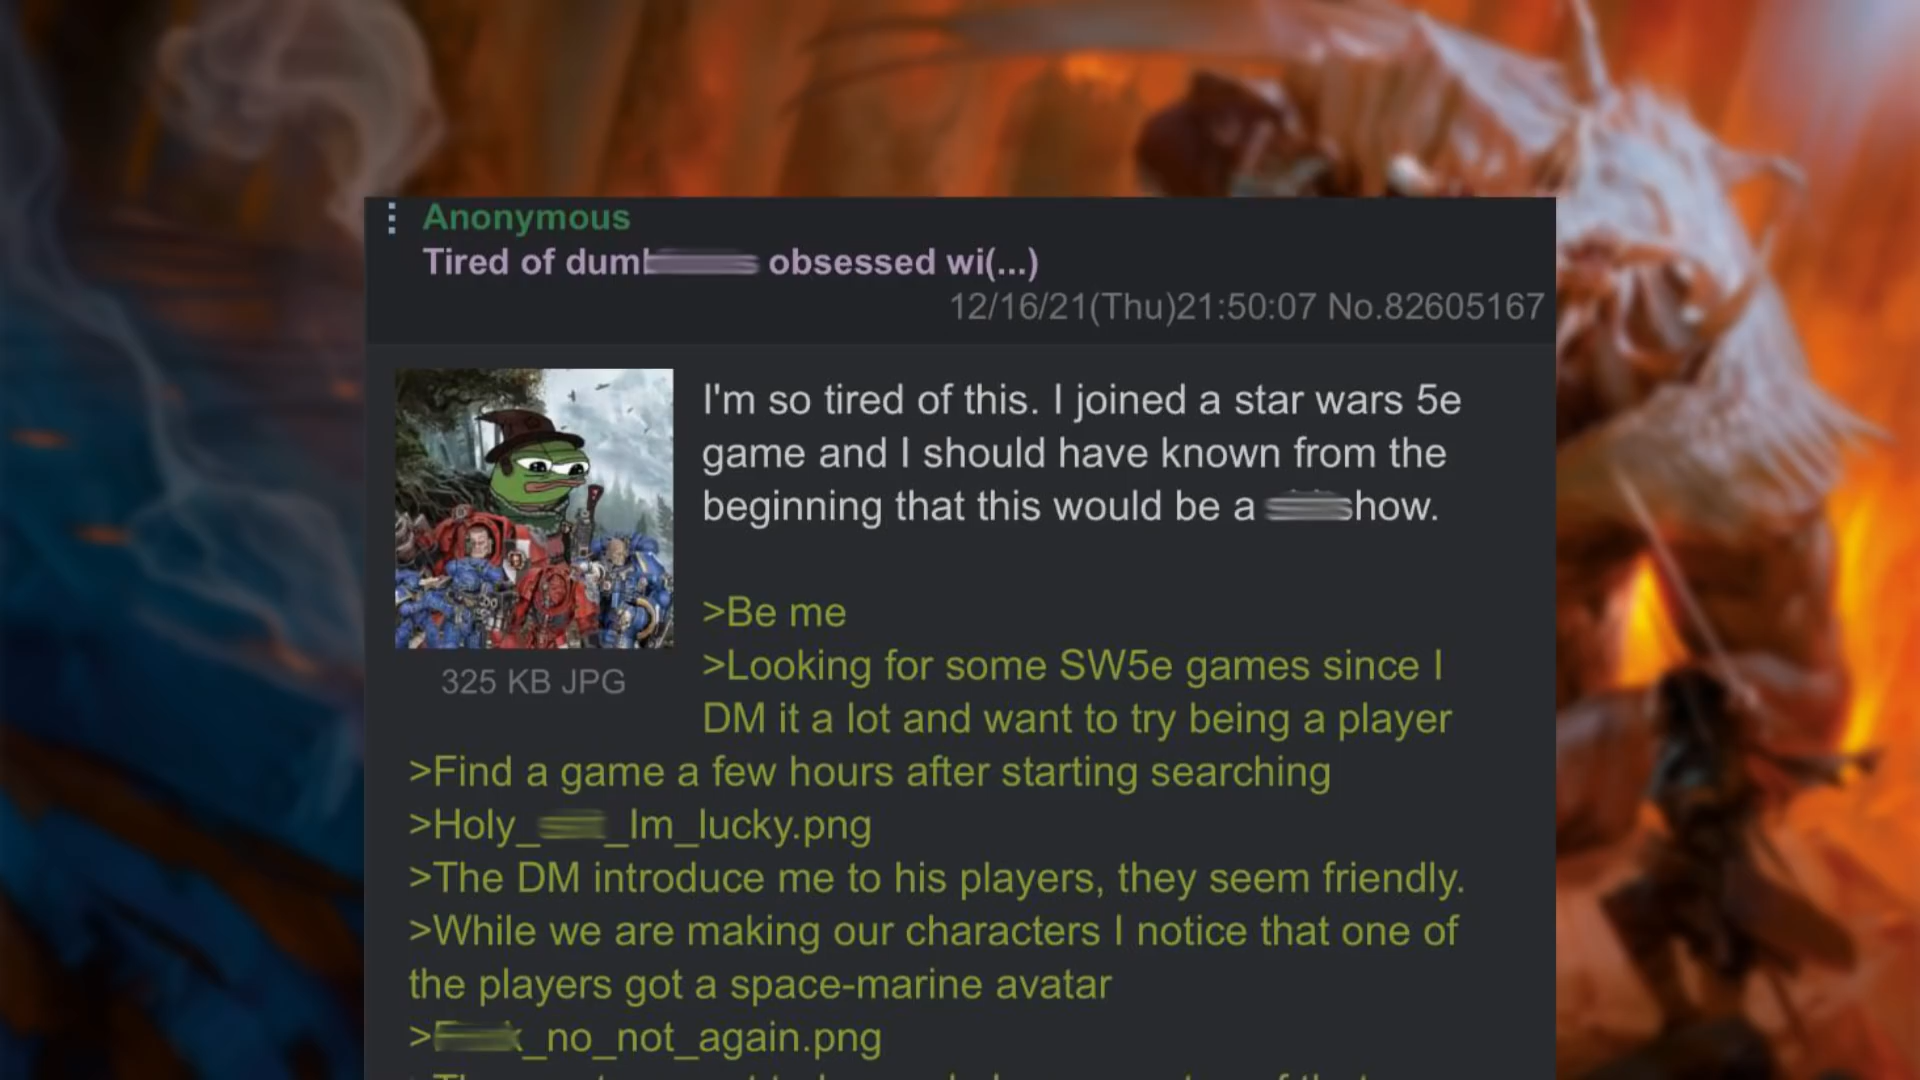 Anonymous
Tired of obsessed wi(...)
12/16/21(Thu)21:50:07 No.82605167
I'm so tired of this. I joined a star wars 5e
game and I should have known from the
beginning that this would be a show.
>Be me
>Looking for some SW5e games since I
DM it a lot and want to try being a player
325 KB JPG
>Find a game a few hours after starting searching
>Holy_ _Im_lucky.png
>The DM introduce me to his players, they seem friendly.
>While we are making our characters I notice that one of
the players got a space-marine avatar
> _no_not_again.png